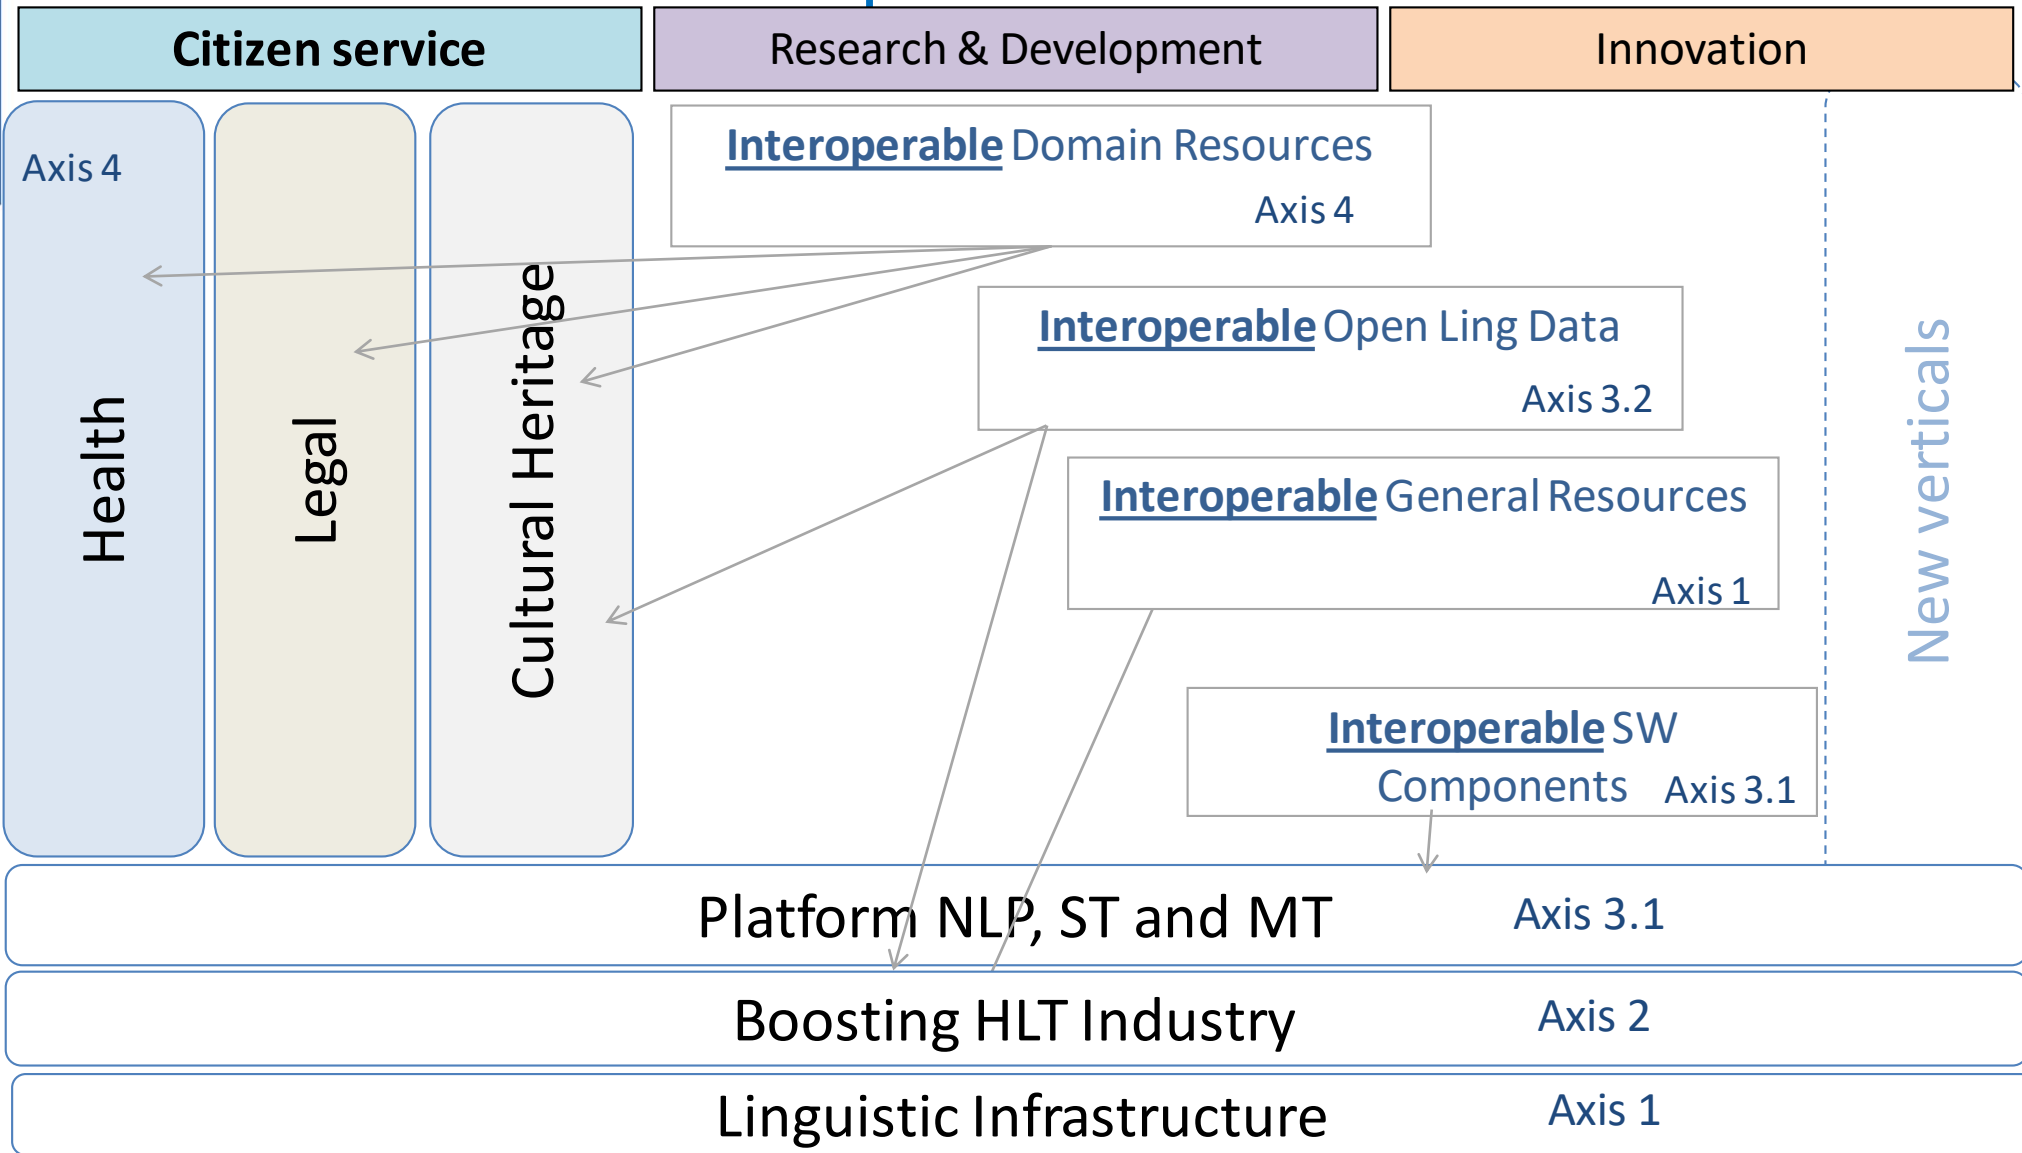 Citizen service
Research & Development
Innovation
Axis 4
Health
Legal
Cultural Heritage
Interoperable Domain Resources
Axis 4
Interoperable Open Ling Data
Axis 3.2
Interoperable General Resources
Axis 1
Interoperable SW
Components Axis 3.1
New verticals
Platform NLP, ST and MT Axis 3.1
Boosting HLT Industry Axis 2
Linguistic Infrastructure Axis 1